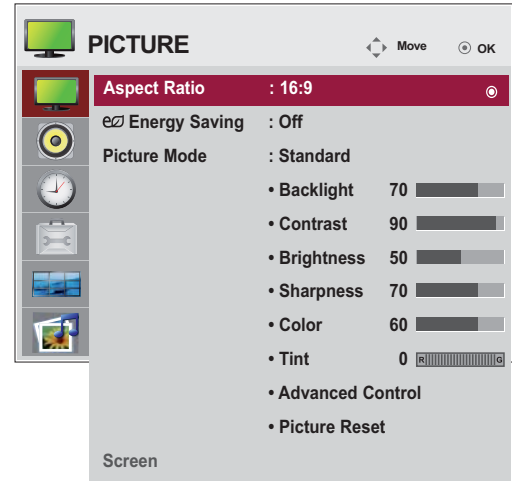 PICTURE Move OK
Aspect Ratio : 16:9
Energy Saving : Off
Picture Mode : Standard
• Backlight 70
• Contrast 90
• Brightness 50
• Sharpness 70
• Color 60
• Tint 0 R G
• Advanced Control
• Picture Reset
Screen